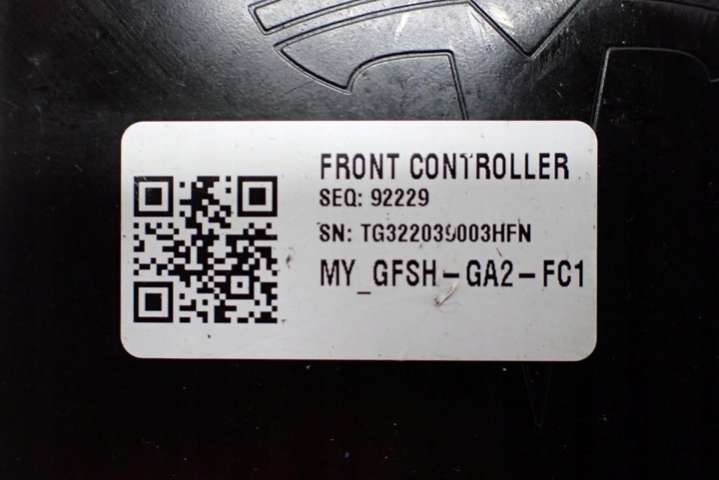 FRONT CONTROLLER
SEQ: 92229
SN: TG322039003HFN
MY_GFSH-GA2-FC1